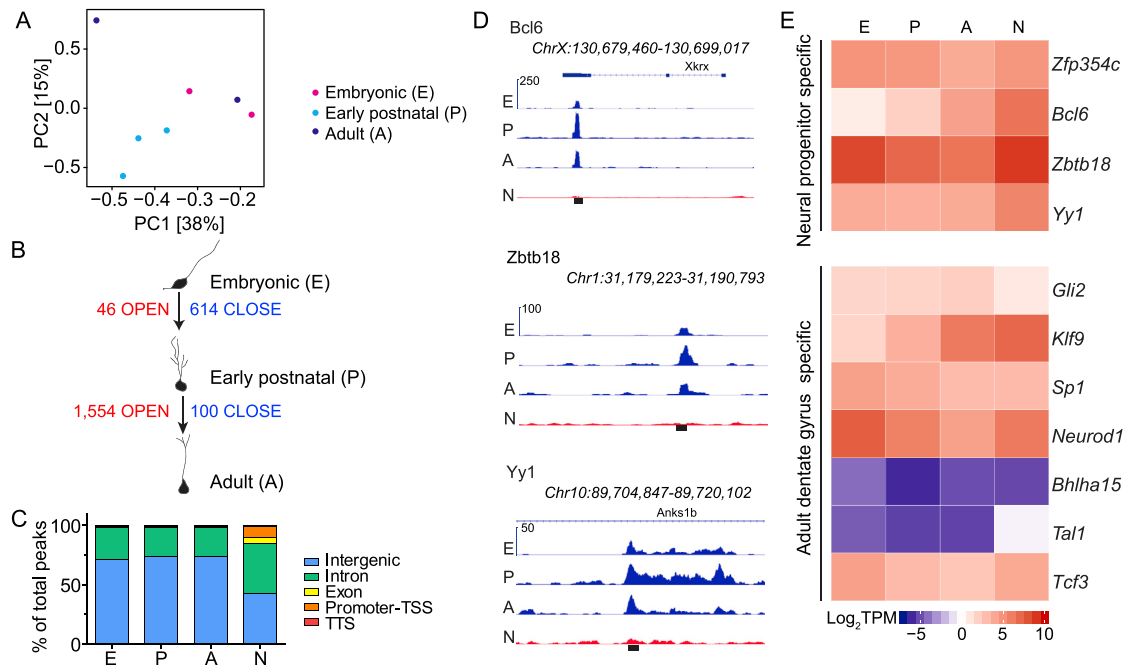 A
PC2 [15%]
0.5
0.0
−0.5
−0.5 −0.4 −0.3 −0.2
PC1 [38%]
Embryonic (E)
Early postnatal (P)
Adult (A)
B
Embryonic (E)
46 OPEN 614 CLOSE
Early postnatal (P)
1,554 OPEN 100 CLOSE
Adult (A)
C
% of total peaks
100
50
0
E P A N
Intergenic
Intron
Exon
Promoter-TSS
TTS
D
Bcl6
ChrX:130,679,460-130,699,017
Xkrx
250
E
P
A
N
Zbtb18
Chr1:31,179,223-31,190,793
100
E
P
A
N
Yy1
Chr10:89,704,847-89,720,102
Anks1b
50
E
P
A
N
E
E P A N
Neural progenitor specific
Zfp354c
Bcl6
Zbtb18
Yy1
Adult dentate gyrus specific
Gli2
Klf9
Sp1
Neurod1
Bhlha15
Tal1
Tcf3
Log2TPM
−5 0 5 10